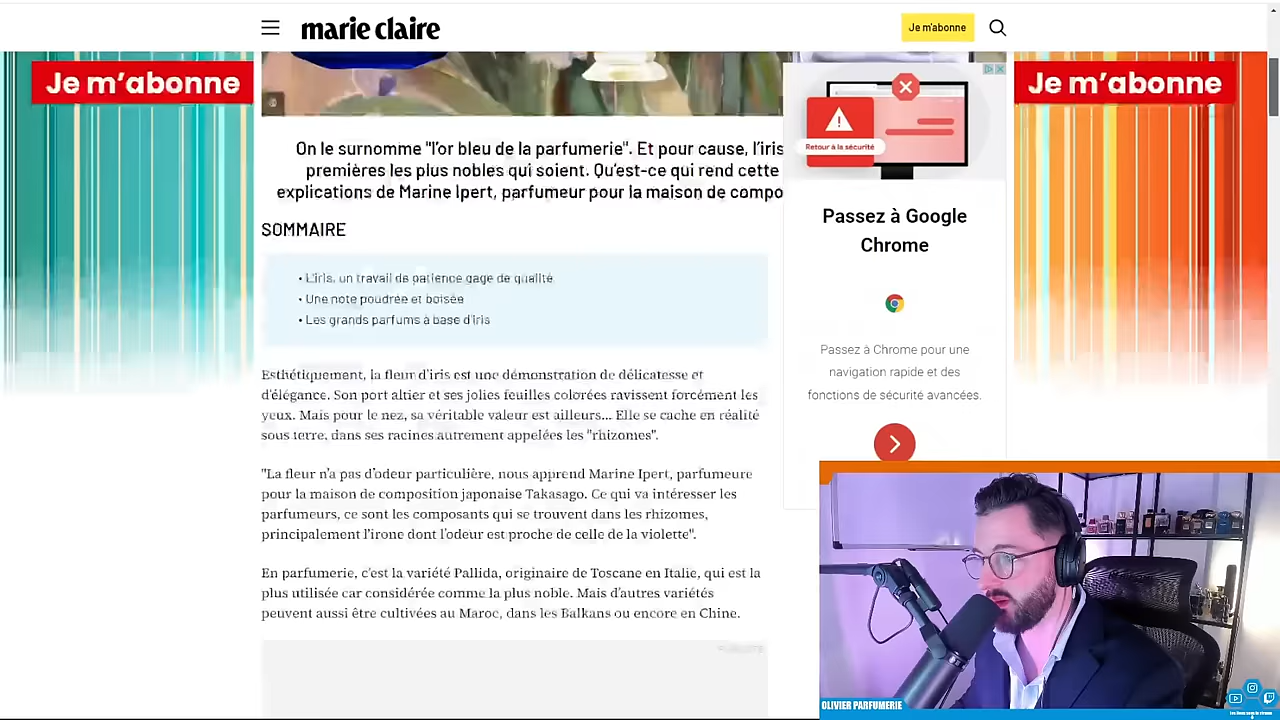 marie claire
Je m'abonne
Je m'abonne
Je m'abonne
On le surnomme "l'or bleu de la parfumerie". Et pour cause, l'iris
premières les plus nobles qui soient. Qu'est-ce qui rend cette
explications de Marine Ipert, parfumeur pour la maison de compo
SOMMAIRE
• L'iris, un travail de patience gage de qualité
• Une note poudrée et boisée
• Les grands parfums à base d'iris
Esthétiquement, la fleur d'iris est une démonstration de délicatesse et
d'élégance. Son port altier et ses jolies feuilles colorées ravissent forcément les
yeux. Mais pour le nez, sa véritable valeur est ailleurs... Elle se cache en réalité
sous terre, dans ses racines autrement appelées les "rhizomes".
"La fleur n'a pas d'odeur particulière, nous apprend Marine Ipert, parfumeure
pour la maison de composition japonaise Takasago. Ce qui va intéresser les
parfumeurs, ce sont les composants qui se trouvent dans les rhizomes,
principalement l'irone dont l'odeur est proche de celle de la violette".
En parfumerie, c'est la variété Pallida, originaire de Toscane en Italie, qui est la
plus utilisée car considérée comme la plus noble. Mais d'autres variétés
peuvent aussi être cultivées au Maroc, dans les Balkans ou encore en Chine.
PUBLICITÉ
Retour à la sécurité
Passez à Google
Chrome
Passez à Chrome pour une
navigation rapide et des
fonctions de sécurité avancées.
OLIVIER PARFUMERIE